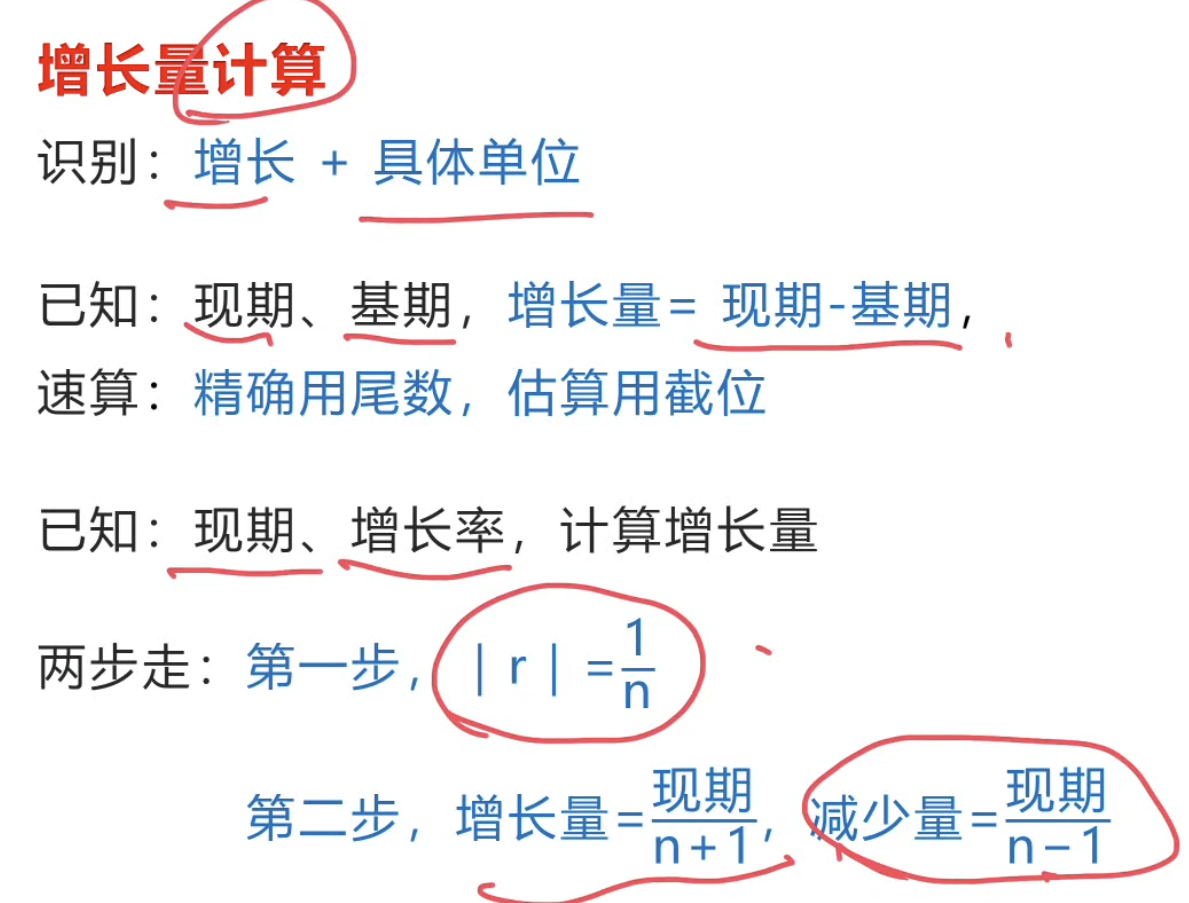 增长量计算
识别：增长 + 具体单位
已知：现期、基期，增长量= 现期-基期，
速算：精确用尾数，估算用截位
已知：现期、增长率，计算增长量
两步走：第一步，| r | =1/n
第二步，增长量=现期/n+1，减少量=现期/n−1